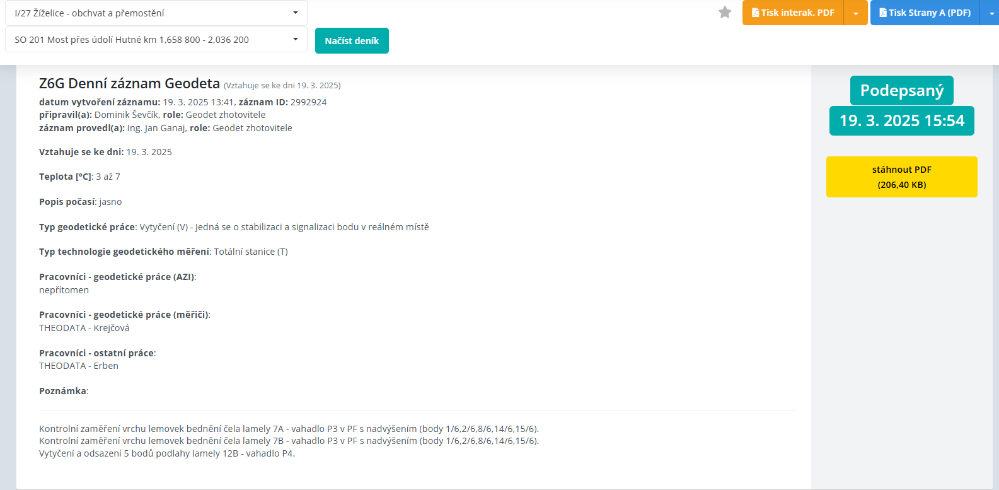 I/27 Žíželice - obchvat a přemostění
Tisk interak. PDF
Tisk Strany A (PDF)
SO 201 Most přes údolí Hutné km 1,658 800 - 2,036 200
Načíst deník
Z6G Denní záznam Geodeta (Vztahuje se ke dni 19. 3. 2025)
datum vytvoření záznamu: 19. 3. 2025 13:41, záznam ID: 2992924
připravil(a): Dominik Ševčík, role: Geodet zhotovitele
záznam provedl(a): Ing. Jan Ganaj, role: Geodet zhotovitele
Vztahuje se ke dni: 19. 3. 2025
Teplota [°C]: 3 až 7
Popis počasí: jasno
Typ geodetické práce: Vytyčení (V) - Jedná se o stabilizaci a signalizaci bodu v reálném místě
Typ technologie geodetického měření: Totální stanice (T)
Pracovníci - geodetické práce (AZI):
nepřítomen
Pracovníci - geodetické práce (měřiči):
THEODATA - Krejčová
Pracovníci - ostatní práce:
THEODATA - Erben
Poznámka:
Kontrolní zaměření vrchu lemovek bednění čela lamely 7A - vahadlo P3 v PF s nadvýšením (body 1/6,2/6,8/6,14/6,15/6).
Kontrolní zaměření vrchu lemovek bednění čela lamely 7B - vahadlo P3 v PF s nadvýšením (body 1/6,2/6,8/6,14/6,15/6).
Vytyčení a odsazení 5 bodů podlahy lamely 12B - vahadlo P4.
Podepsaný
19. 3. 2025 15:54
stáhnout PDF
(206,40 KB)